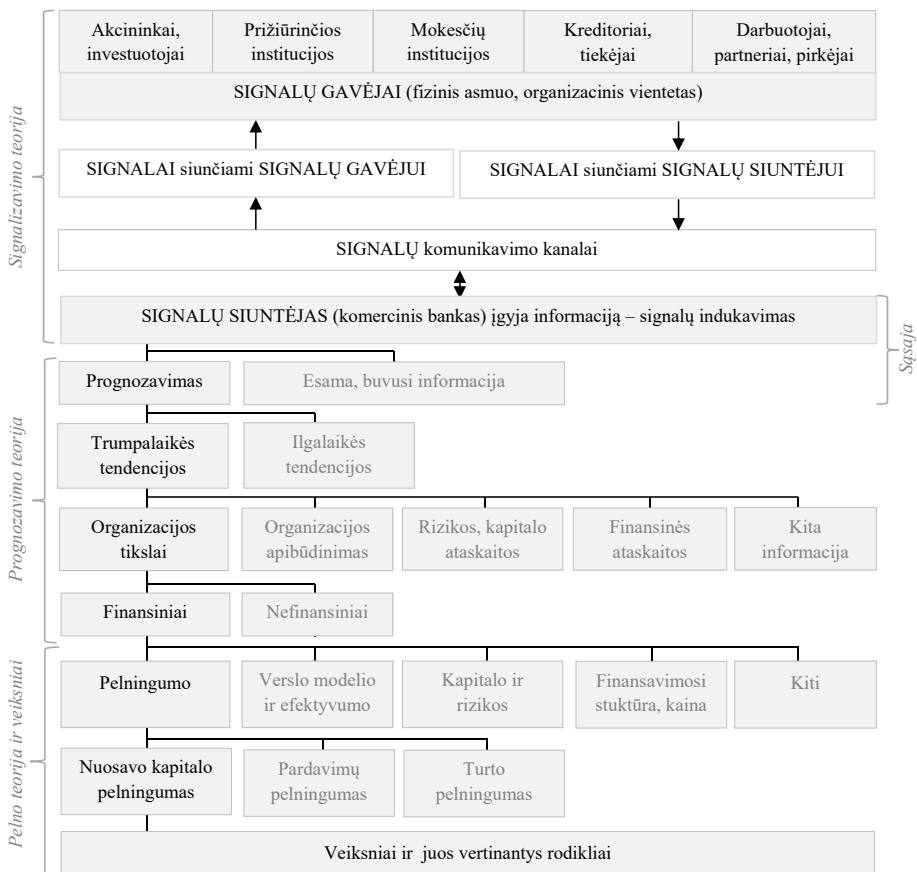 Akcininkai, investuotojai
Prižiūrinčios institucijos
Mokesčių institucijos
Kreditoriai, tiekėjai
Darbuotojai, partneriai, pirkėjai
SIGNALŲ GAVĖJAI (fizinis asmuo, organizacinis vientetas)
SIGNALAI siunčiami SIGNALŲ GAVĖJUI
SIGNALAI siunčiami SIGNALŲ SIUNTĖJUI
SIGNALŲ komunikavimo kanalai
SIGNALŲ SIUNTĖJAS (komercinis bankas) įgyja informaciją – signalų indukavimas
Signalizavimo teorija
Sąsaja
Prognozavimas
Esama, buvusi informacija
Trumpalaikės
tendencijos
Ilgalaikės
tendencijos
Organizacijos
tikslai
Organizacijos
apibūdinimas
Rizikos, kapitalo
ataskaitos
Finansinės
ataskaitos
Kita
informacija
Finansiniai
Nefinansiniai
Prognozavimo teorija
Pelningumo
Verslo modelio
ir efektyvumo
Kapitalo ir
rizikos
Finansavimosi
stuktūra, kaina
Kiti
Nuosavo kapitalo
pelningumas
Pardavimų
pelningumas
Turto
pelningumas
Veiksniai ir juos vertinantys rodikliai
Pelno teorija ir veiksniai